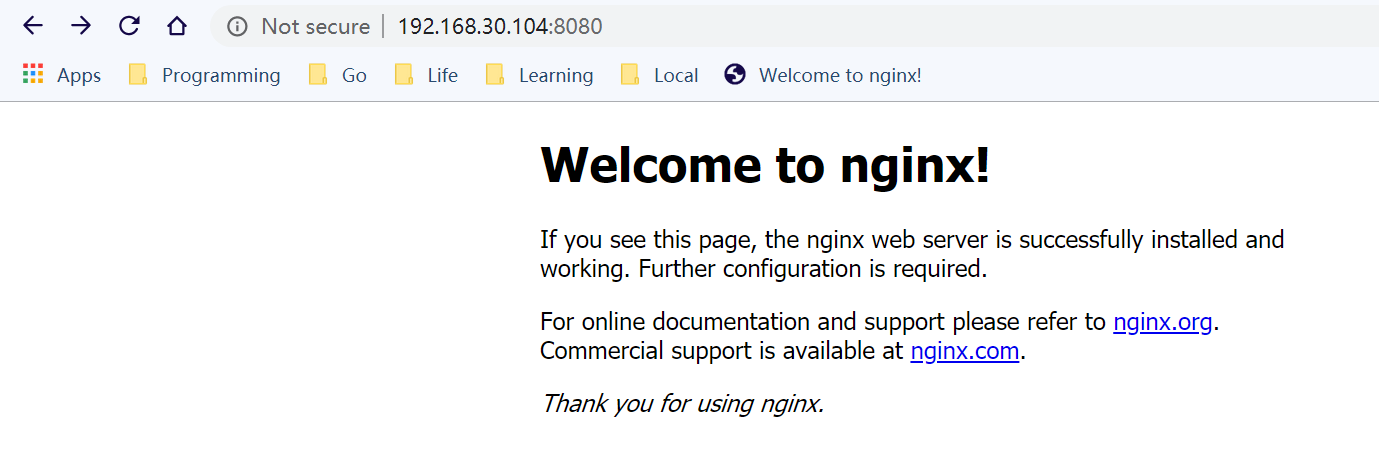 Not secure | 192.168.30.104:8080
Apps Programming Go Life Learning Local Welcome to nginx!
Welcome to nginx!
If you see this page, the nginx web server is successfully installed and
working. Further configuration is required.
For online documentation and support please refer to nginx.org.
Commercial support is available at nginx.com.
Thank you for using nginx.